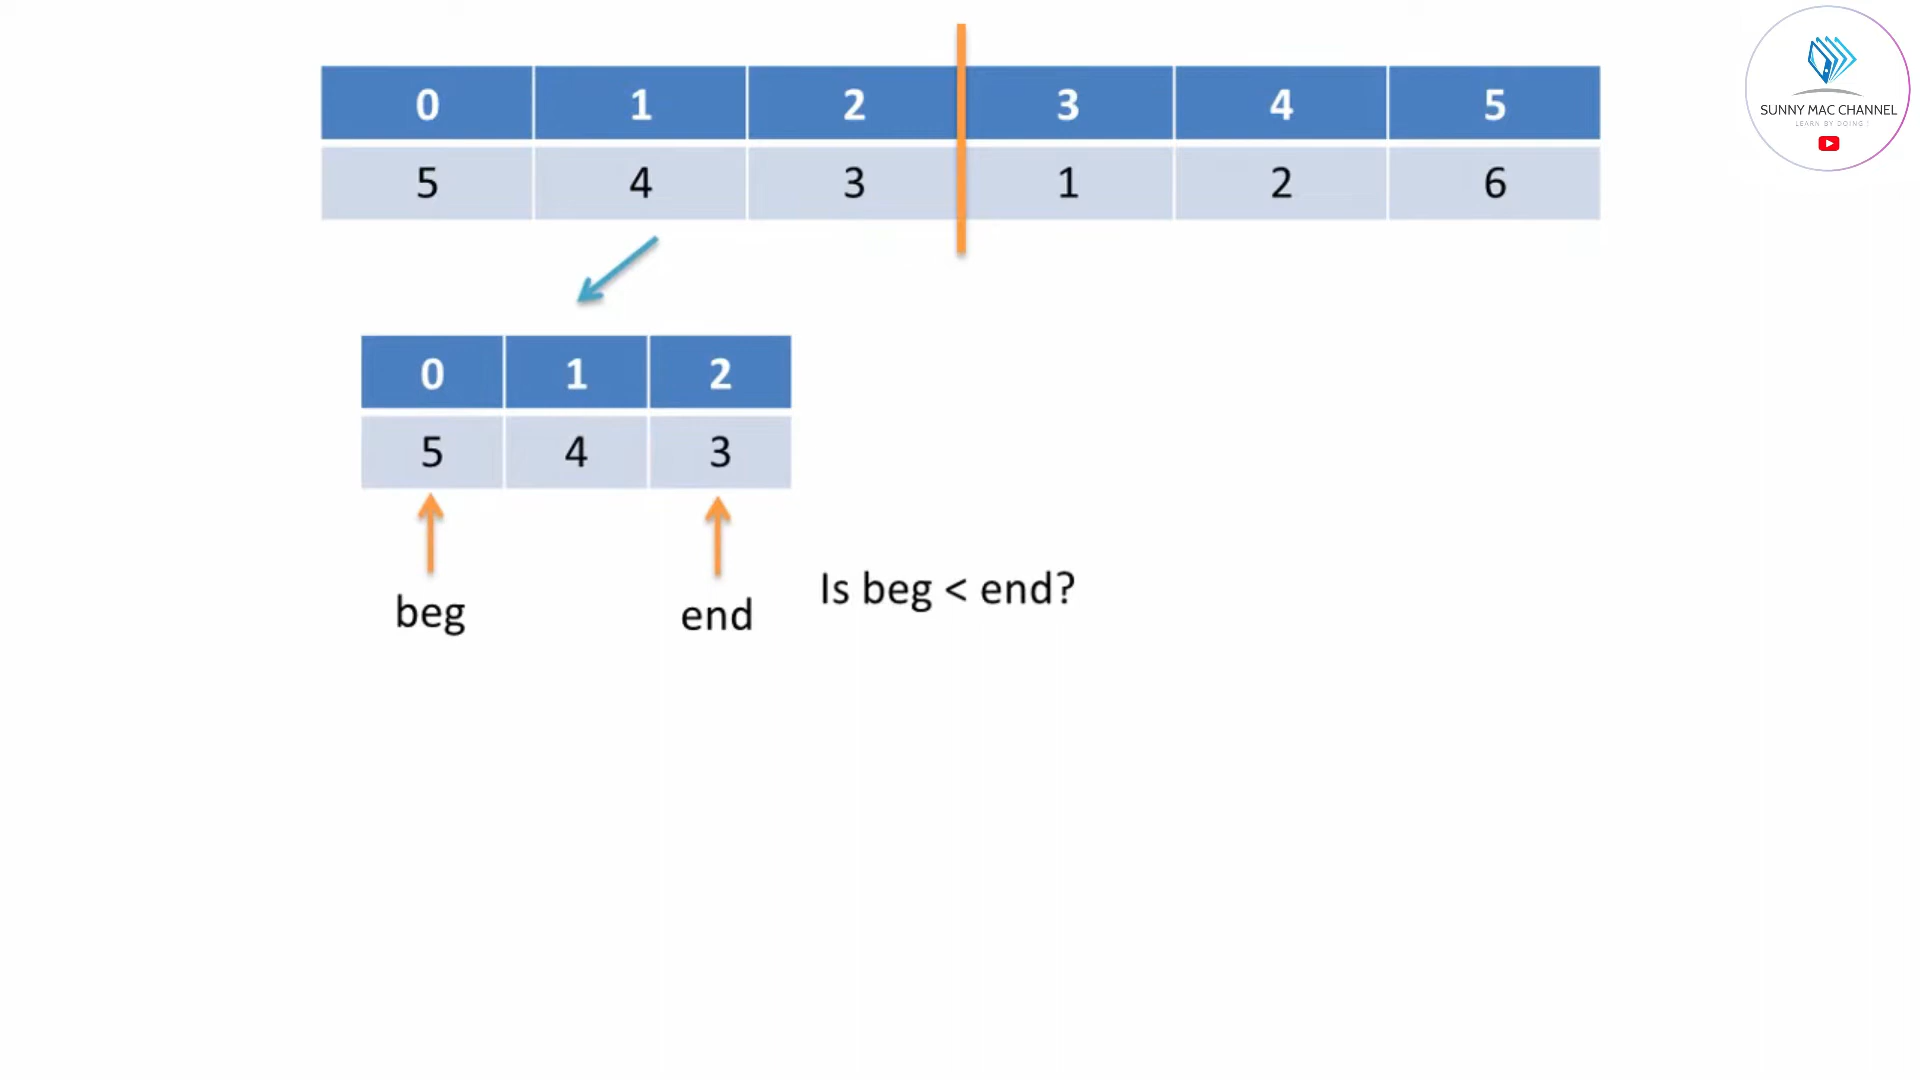 0 1 2 3 4 5
5 4 3 1 2 6
SUNNY MAC CHANNEL
LEARN BY DOING !
0 1 2
5 4 3
beg end Is beg < end?